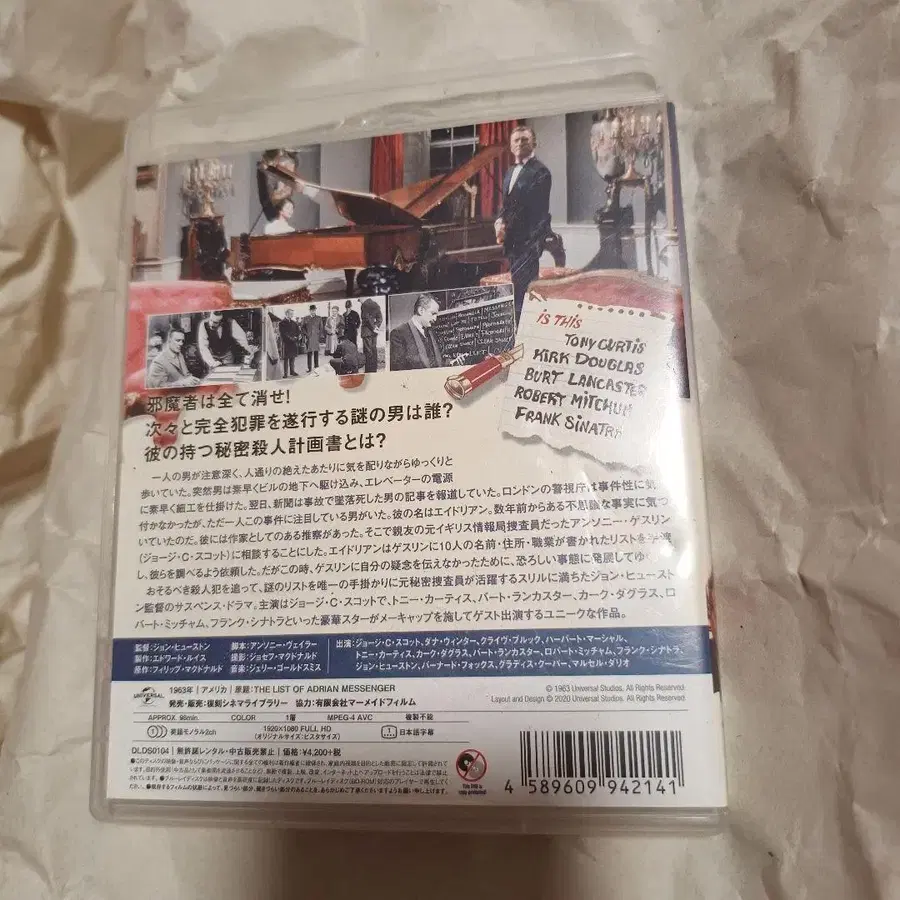 IS THIS
TONY CURTIS
KIRK DOUGLAS
BURT LANCASTER
ROBERT MITCHUM
FRANK SINATRA
邪魔者は全て消せ!
次々と完全犯罪を遂行する謎の男は誰?
彼の持つ秘密殺人計画書とは?
一人の男が注意深く、人通りの絶えたあたりに気を配りながらゆっくりと
歩いていた。突然男は素早くビルの地下へ駆け込み、エレベーターの電源
に素早く細工を仕掛けた。翌日、新聞は事故で墜落死した男の記事を報道していた。ロンドンの警視庁は事件性に気
付かなかったが、ただ一人この事件に注目している男がいた。彼の名はエイドリアン。数年前からある不思議な事実に気づ
いていたのだ。彼には作家としてのある推察があった。そこで親友の元イギリス情報局捜査員だったアンソニー・ゲスリン
(ジョージ・C・スコット)に相談することにした。エイドリアンはゲスリンに10人の名前・住所・職業が書かれたリストを手渡
し、彼らを調べるよう依頼した。だがこの時、ゲスリンに自分の疑念を伝えなかったために、恐ろしい事態に発展してゆく
おそるべき殺人犯を追って、謎のリストを唯一の手掛かりに元秘密捜査員が活躍するスリルに満ちたジョン・ヒュースト
ン監督のサスペンス・ドラマ。主演はジョージ・C・スコットで、トニー・カーティス、バート・ランカスター、カーク・ダグラス、ロ
バート・ミッチャム、フランク・シナトラといった豪華スターがメーキャップを施してゲスト出演するユニークな作品。
監督:ジョン・ヒューストン 脚本:アンソニー・ヴェイラー 出演:ジョージ・C・スコット、ダナ・ウィンター、クライヴ・ブルック、ハーバート・マーシャル、
製作:エドワード・ルイス 撮影:ジョセフ・マクドナルド トニー・カーティス、カーク・ダグラス、バート・ランカスター、ロバート・ミッチャム、フランク・シナトラ、
原作:フィリップ・マクドナルド 音楽:ジェリー・ゴールドスミス ジョン・ヒューストン、バーナード・フォックス、グラディス・クーパー、マルセル・ダリオ
UNIVERSAL
1963年 | アメリカ | 原題:THE LIST OF ADRIAN MESSENGER
© 1963 Universal Studios. All Rights Reserved.
発売・販売:復刻シネマライブラリー 協力:有限会社マーメイドフィルム
Layout and Design © 2020 Universal Studios. All Rights Reserved.
APPROX. 98min. COLOR 1層 MPEG-4 AVC 複製不能
1)) 英語モノラル2ch 1920×1080 FULL HD 1 日本語字幕
(オリジナルサイズ:ビスタサイズ)
DLDS0104 | 無許諾レンタル・中古販売禁止 | 価格 ¥4,200+税
4 589609 942141